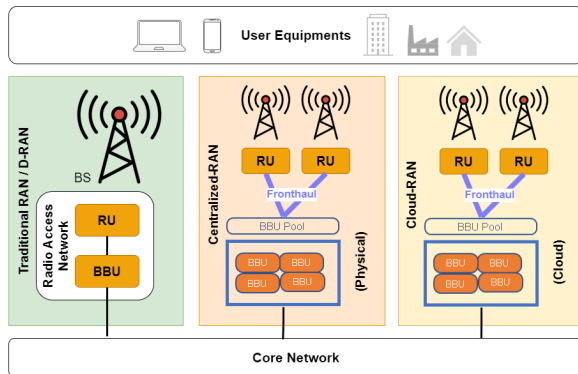 User Equipments
Traditional RAN / D-RAN
BS
Radio Access
Network
RU
BBU
Centralized-RAN
RU
RU
Fronthaul
BBU Pool
BBU
BBU
BBU
BBU
(Physical)
Cloud-RAN
RU
RU
Fronthaul
BBU Pool
BBU
BBU
BBU
BBU
(Cloud)
Core Network